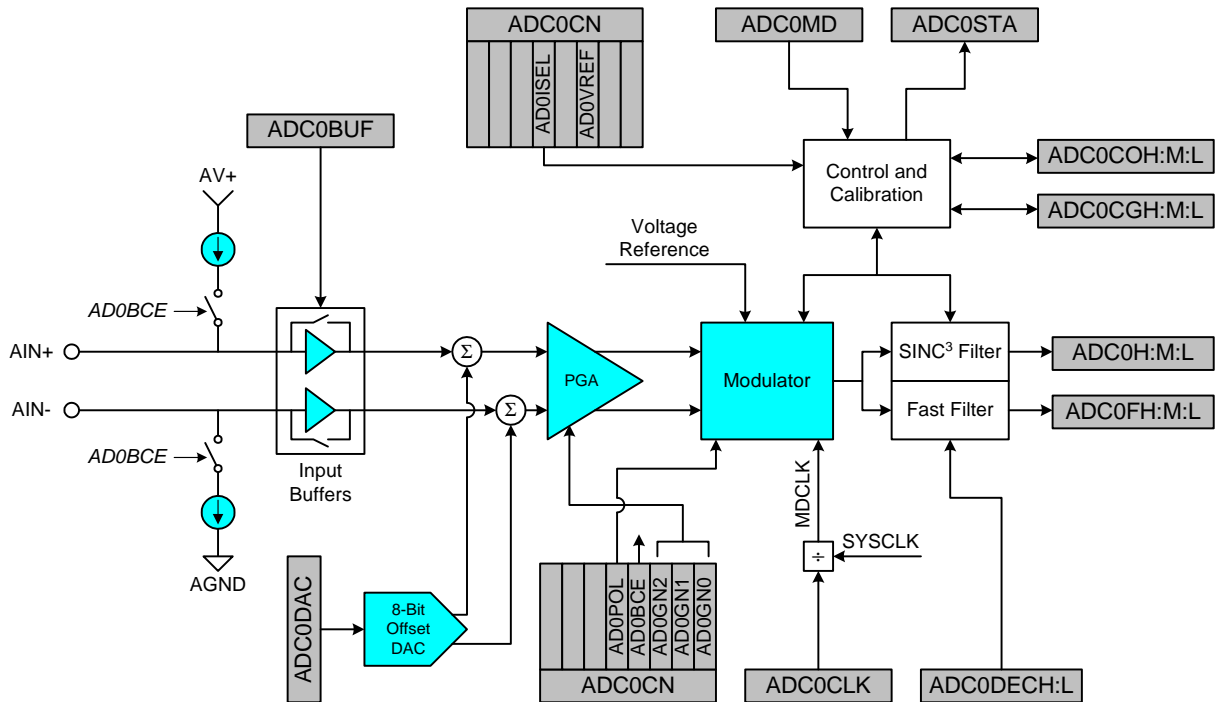 ADC0CN
AD0ISEL
AD0VREF
ADC0MD
ADC0STA
ADC0BUF
Control and
Calibration
ADC0COH:M:L
ADC0CGH:M:L
AV+
Voltage
Reference
AD0BCE
AIN+
Σ
PGA
Modulator
SINC³ Filter
ADC0H:M:L
AIN-
Σ
Fast Filter
ADC0FH:M:L
AD0BCE
Input
Buffers
MDCLK
÷
SYSCLK
AGND
ADC0DAC
8-Bit
Offset
DAC
AD0POL
AD0BCE
AD0GN2
AD0GN1
AD0GN0
ADC0CN
ADC0CLK
ADC0DECH:L